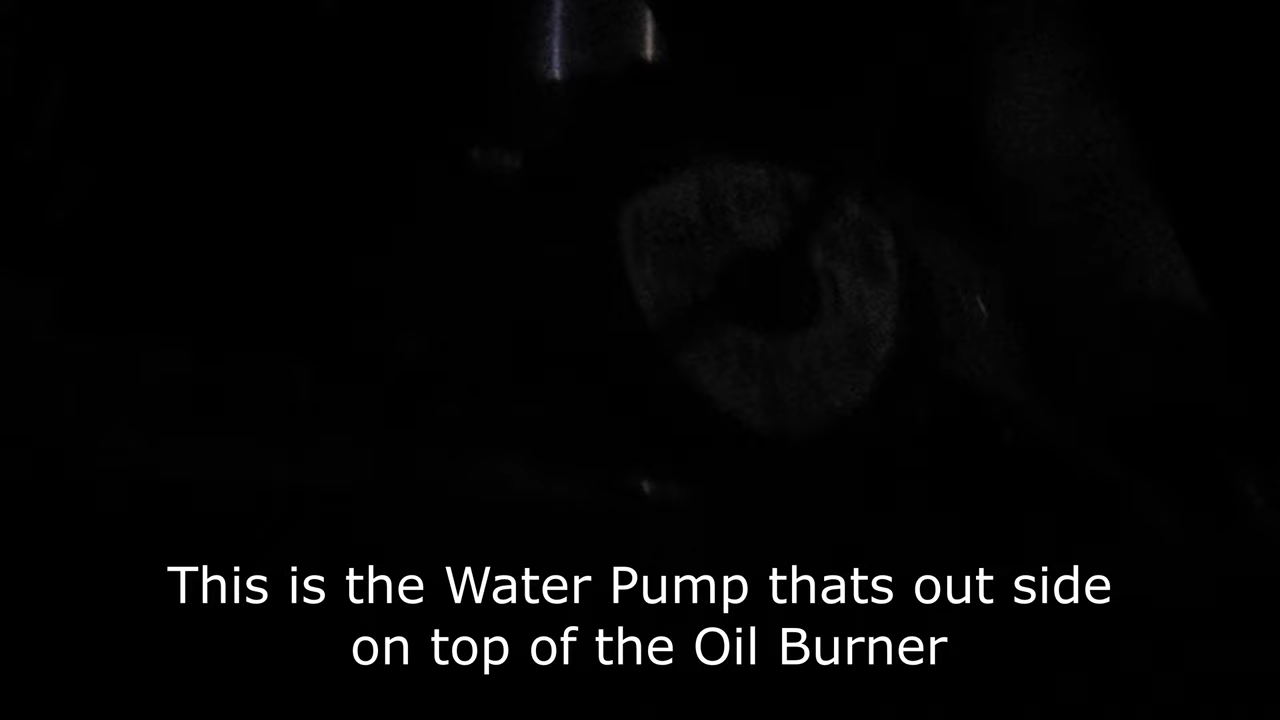 This is the Water Pump thats out side
on top of the Oil Burner